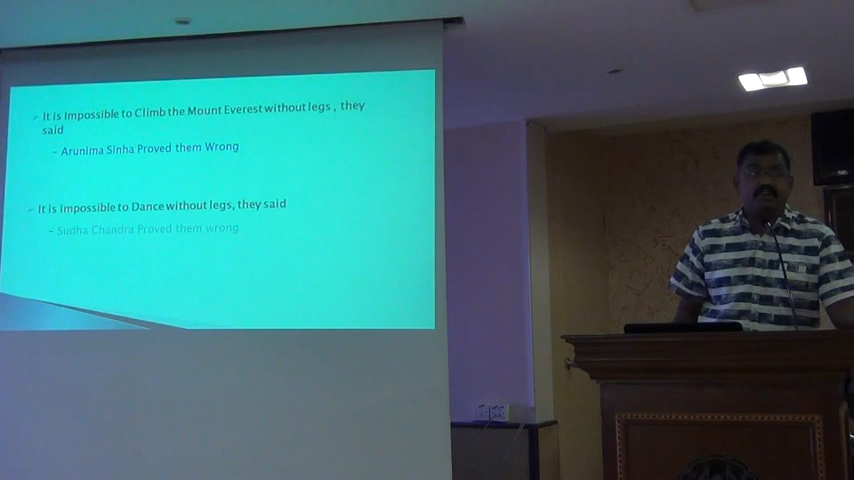 It is Impossible to Climb the Mount Everest without legs , they
said
- Arunima Sinha Proved them Wrong
It is impossible to Dance without legs, they said
- Sudha Chandra Proved them wrong